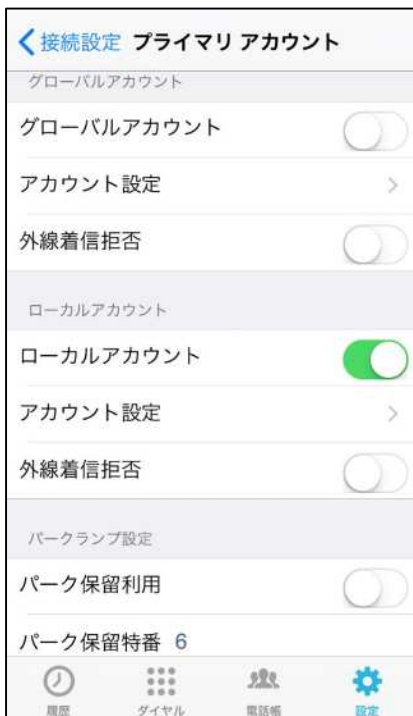 接続設定 プライマリ アカウント
グローバルアカウント
グローバルアカウント
アカウント設定
外線着信拒否
ローカルアカウント
ローカルアカウント
アカウント設定
外線着信拒否
パークランプ設定
パーク保留利用
パーク保留特番 6
履歴 ダイヤル 電話帳 設定